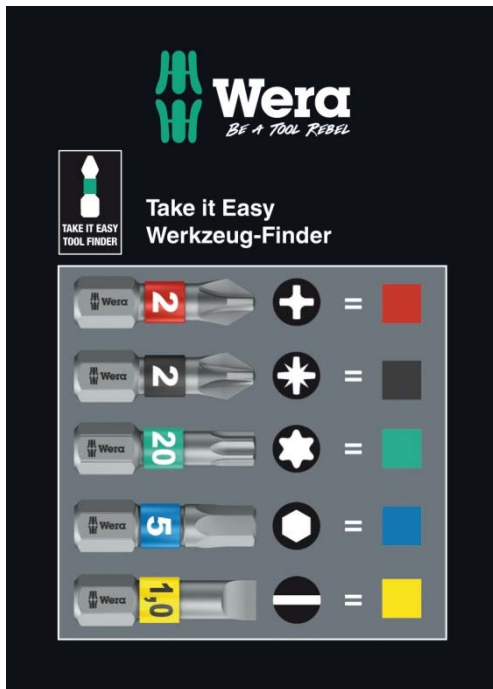 Wera
BE A TOOL REBEL
TAKE IT EASY
TOOL FINDER
Take it Easy
Werkzeug-Finder
Wera 2 =
Wera 2 =
Wera 20 =
Wera 5 =
Wera 1,0 =